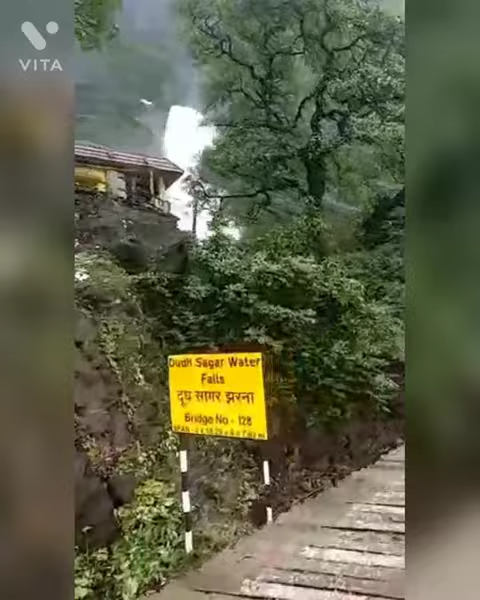 VITA
Dudh Sagar Water
Falls
दूध सागर झरना
Bridge No - 128